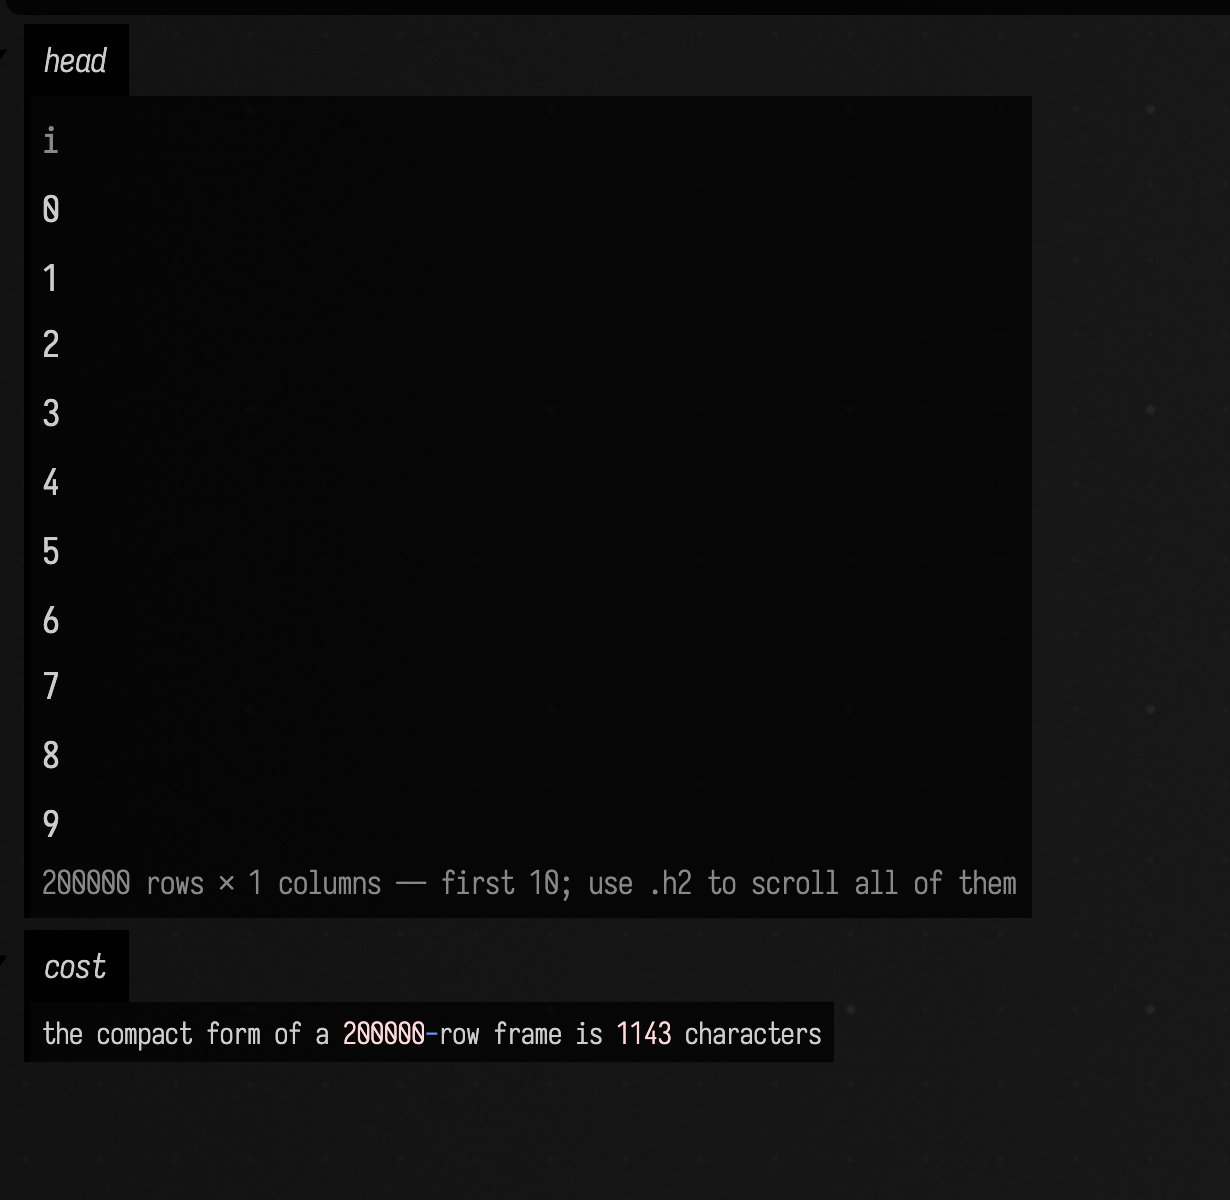 head
i
0
1
2
3
4
5
6
7
8
9
200000 rows × 1 columns — first 10; use .h2 to scroll all of them
cost
the compact form of a 200000-row frame is 1143 characters